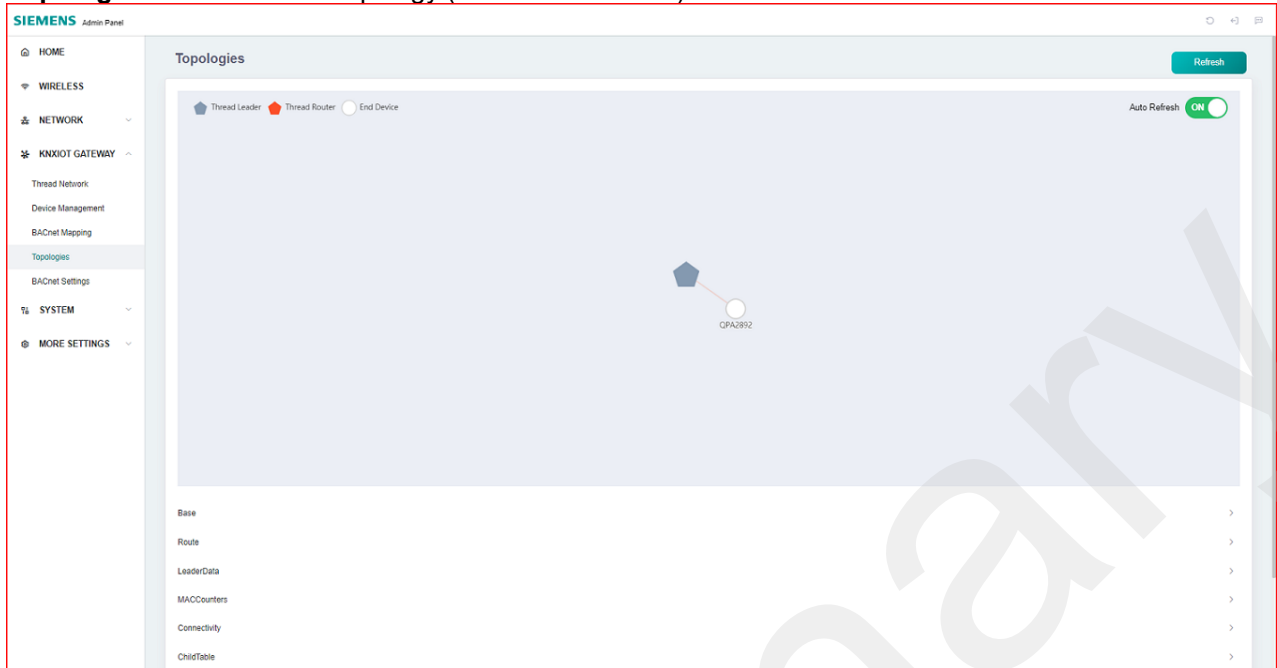 SIEMENS Admin Panel
HOME
WIRELESS
NETWORK
KNXIOT GATEWAY
Thread Network
Device Management
BACnet Mapping
Topologies
BACnet Settings
SYSTEM
MORE SETTINGS
Topologies
Refresh
Thread Leader Thread Router End Device
Auto Refresh ON
QPA2892
Base
Route
LeaderData
MACCounters
Connectivity
ChildTable